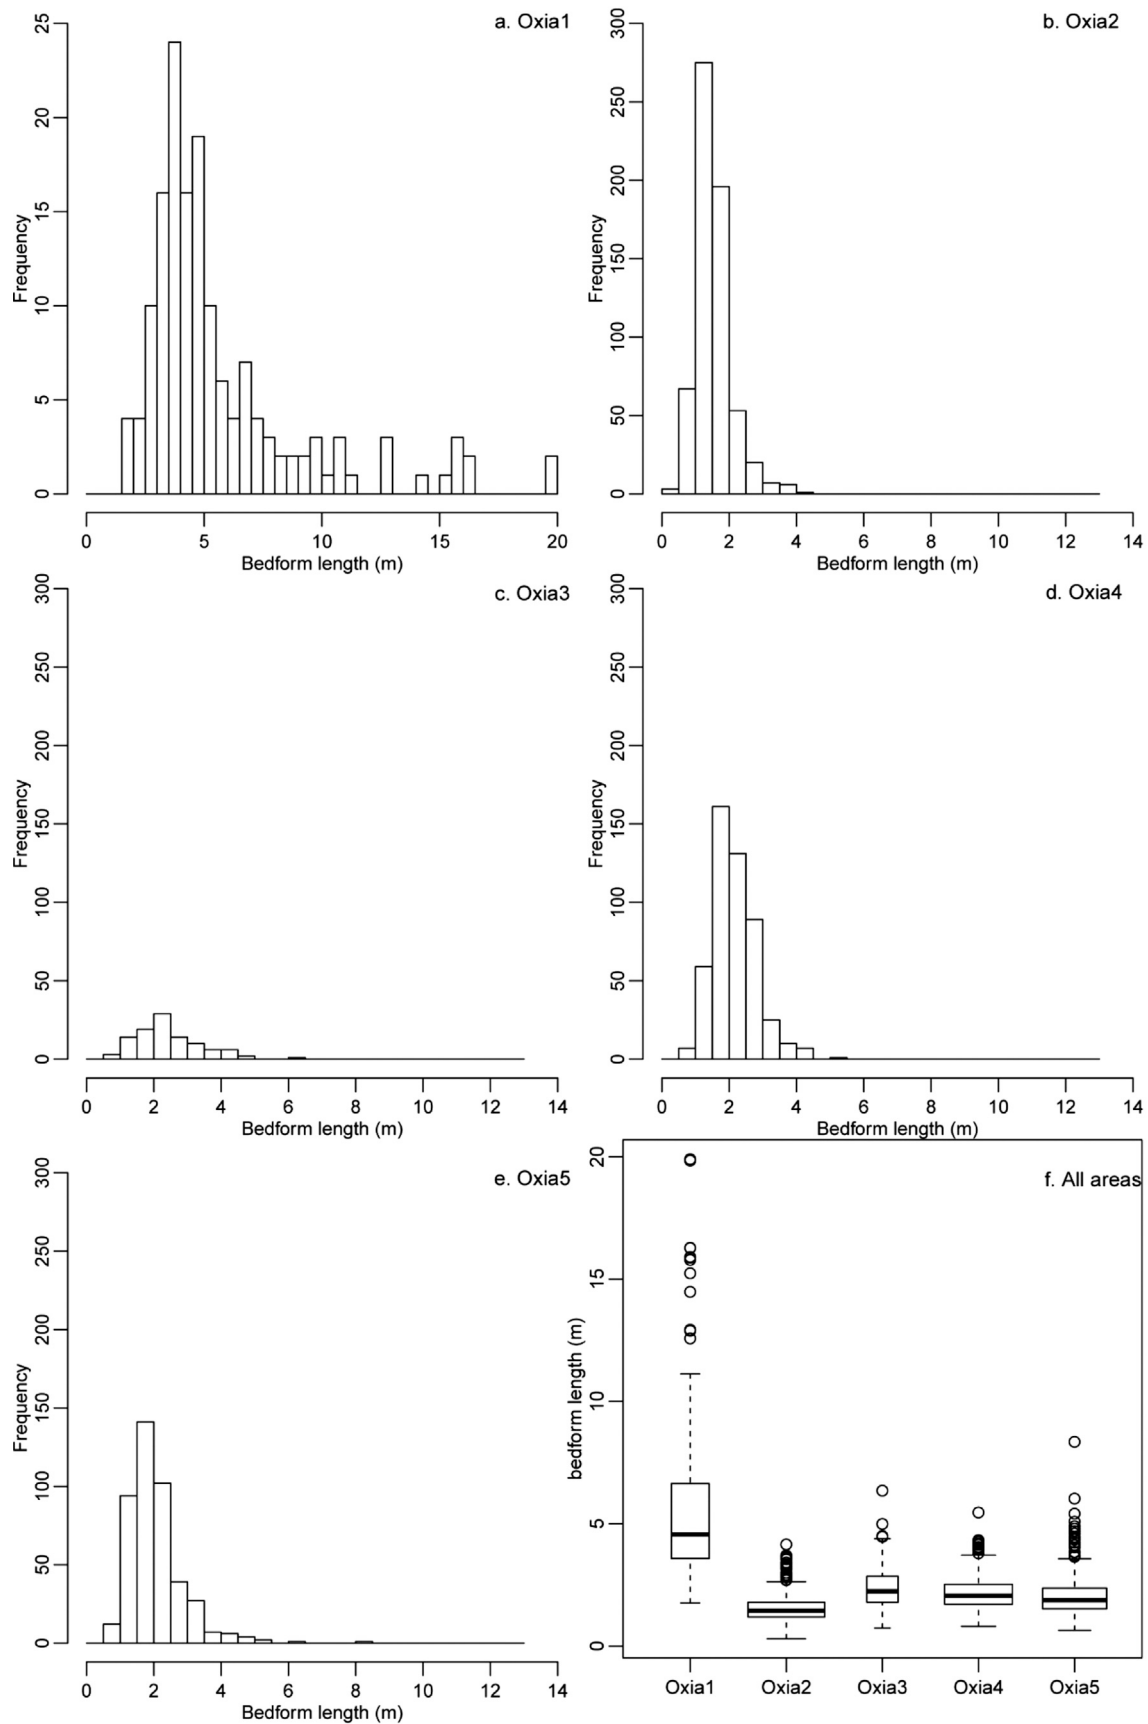 a. Oxia1
25
20
15
10
5
0
Frequency
0 5 10 15 20
Bedform length (m)
b. Oxia2
300
250
200
150
100
50
0
Frequency
0 2 4 6 8 10 12 14
Bedform length (m)
c. Oxia3
300
250
200
150
100
50
0
Frequency
0 2 4 6 8 10 12 14
Bedform length (m)
d. Oxia4
300
250
200
150
100
50
0
Frequency
0 2 4 6 8 10 12 14
Bedform length (m)
e. Oxia5
300
250
200
150
100
50
0
Frequency
0 2 4 6 8 10 12 14
Bedform length (m)
f. All areas
20
15
10
5
0
bedform length (m)
Oxia1 Oxia2 Oxia3 Oxia4 Oxia5